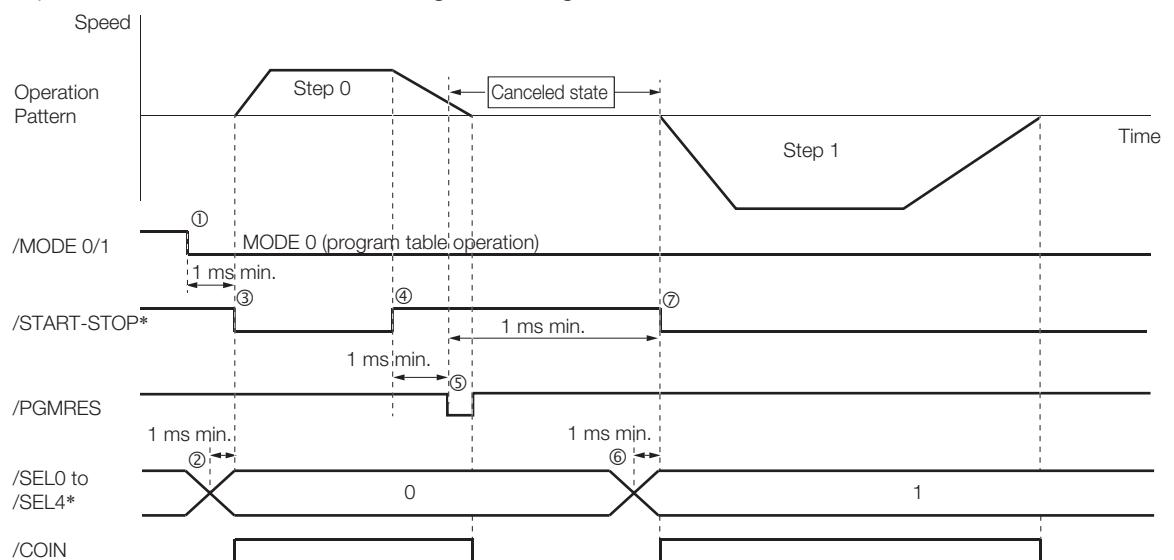 Speed
Operation
Pattern
Step 0
Canceled state
Time
Step 1
①
/MODE 0/1
MODE 0 (program table operation)
1 ms min.
③
④
⑦
/START-STOP*
1 ms min.
1 ms min.
⑤
/PGMRES
1 ms min.
1 ms min.
②
⑥
/SEL0 to
/SEL4*
0
1
/COIN